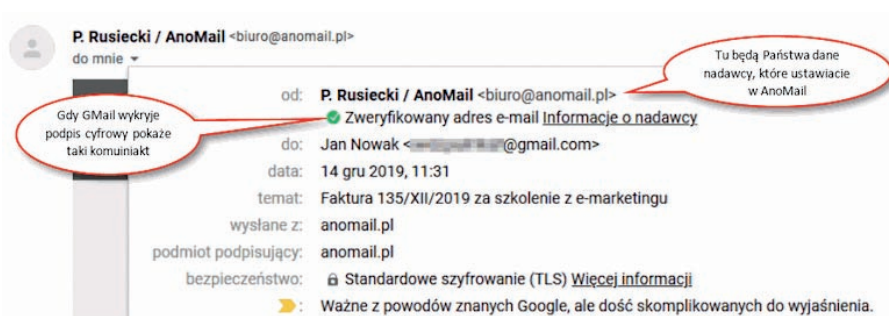 P. Rusiecki / AnoMail <biuro@anomail.pl>
do mnie
Tu będą Państwa dane
nadawcy, które ustawiacie
w AnoMail
od: P. Rusiecki / AnoMail <biuro@anomail.pl>
Zweryfikowany adres e-mail Informacje o nadawcy
Gdy GMail wykryje
podpis cyfrowy pokaże
taki komuiniakt
do: Jan Nowak < @gmail.com>
data: 14 gru 2019, 11:31
temat: Faktura 135/XII/2019 za szkolenie z e-marketingu
wysłane z: anomail.pl
podmiot podpisujący: anomail.pl
bezpieczeństwo: Standardowe szyfrowanie (TLS) Więcej informacji
: Ważne z powodów znanych Google, ale dość skomplikowanych do wyjaśnienia.